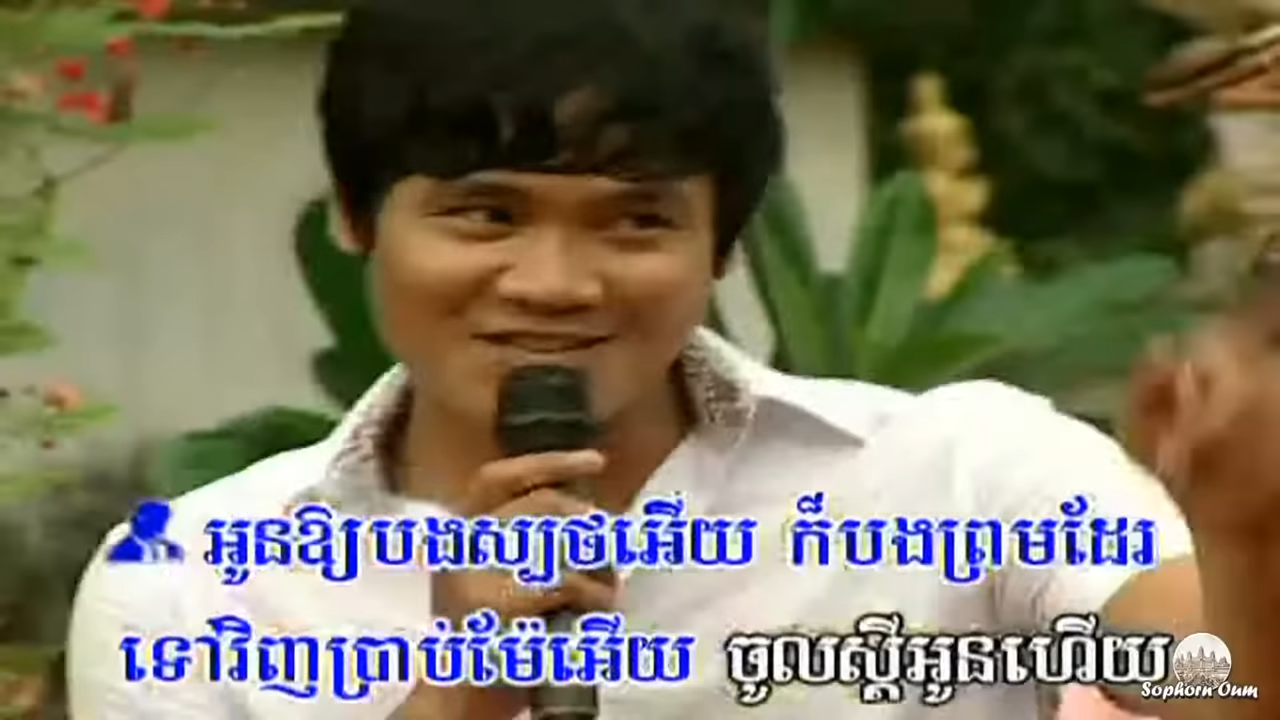 អូនឱ្យបងស្បថអើយ ក៏បងព្រមដែរ
ទៅវិញប្រាប់ម៉ែអើយ ចូលស្ដីអូនហើយ
Sophorn Oum